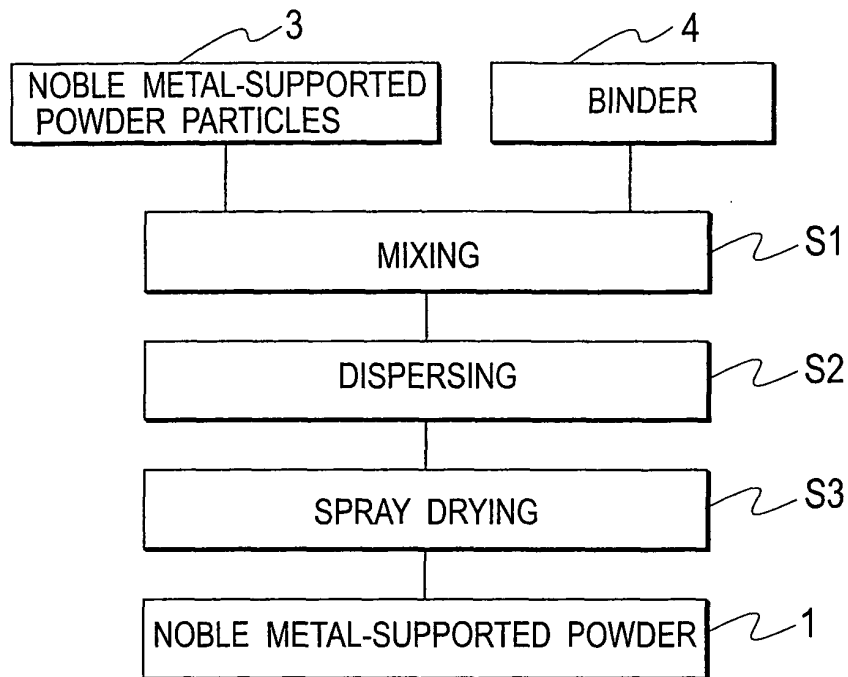 3
4
NOBLE METAL-SUPPORTED
POWDER PARTICLES
BINDER
MIXING
S1
DISPERSING
S2
SPRAY DRYING
S3
NOBLE METAL-SUPPORTED POWDER
1